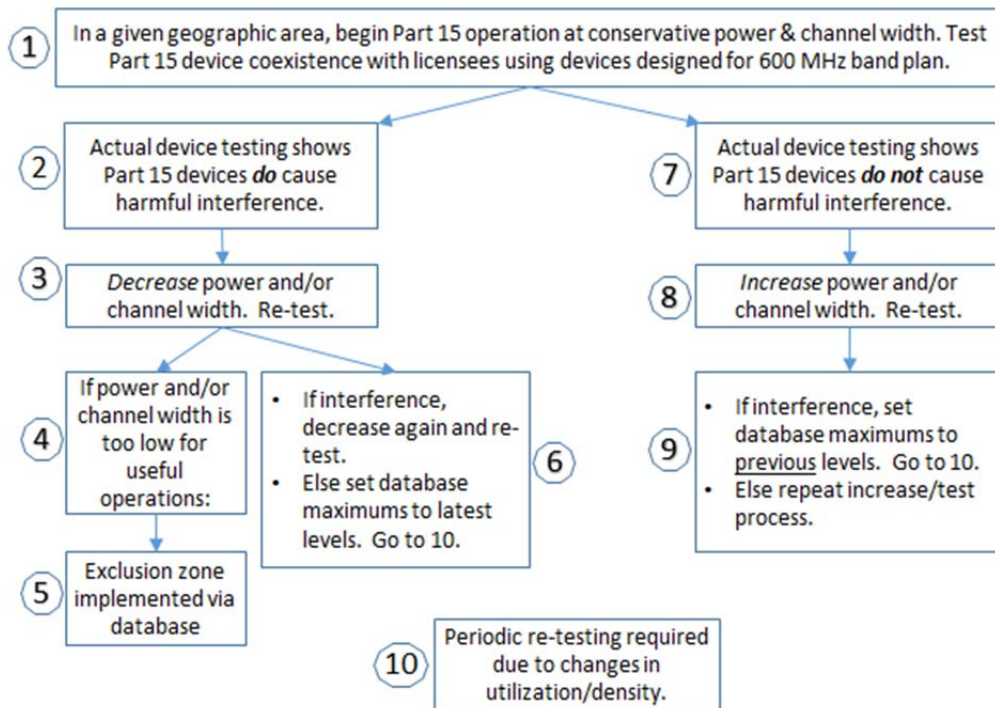 1
In a given geographic area, begin Part 15 operation at conservative power & channel width. Test
Part 15 device coexistence with licensees using devices designed for 600 MHz band plan.
2
Actual device testing shows
Part 15 devices do cause
harmful interference.
3
Decrease power and/or
channel width. Re-test.
4
If power and/or
channel width is
too low for
useful
operations:
5
Exclusion zone
implemented via
database
6
• If interference,
decrease again and re-
test.
• Else set database
maximums to latest
levels. Go to 10.
7
Actual device testing shows
Part 15 devices do not cause
harmful interference.
8
Increase power and/or
channel width. Re-test.
9
• If interference, set
database maximums to
previous levels. Go to 10.
• Else repeat increase/test
process.
10
Periodic re-testing required
due to changes in
utilization/density.